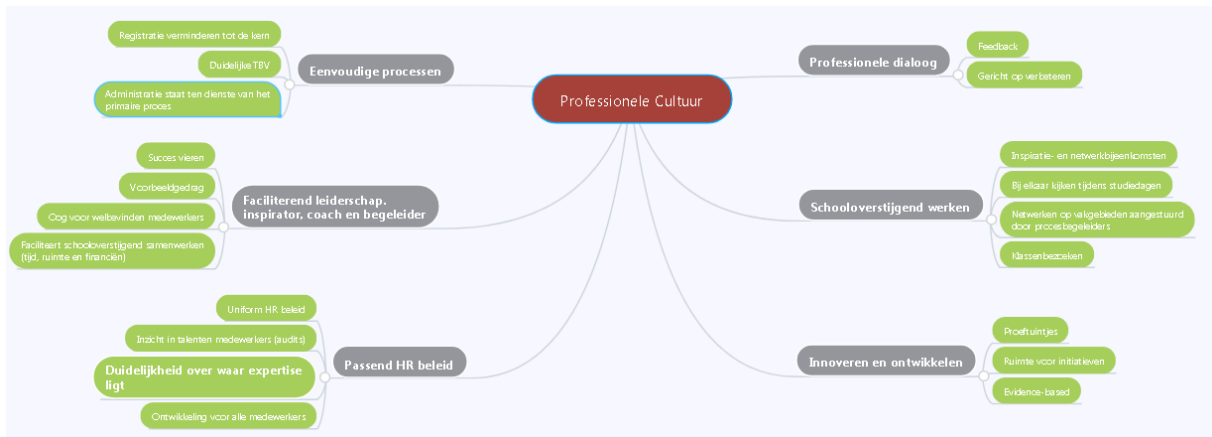 Professionele Cultuur
Eenvoudige processen
Registratie verminderen tot de kern
Duidelijke TBV
Administratie staat ten dienste van het
primaire proces
Faciliterend leiderschap.
inspirator, coach en begeleider
Succes vieren
Voorbeeldgedrag
Oog voor welbevinden medewerkers
Faciliteert schooloverstijgend samenwerken
(tijd, ruimte en financiën)
Passend HR beleid
Uniform HR beleid
Inzicht in talenten medewerkers (audits)
Duidelijkheid over waar expertise
ligt
Ontwikkeling voor alle medewerkers
Professionele dialoog
Feedback
Gericht op verbeteren
Schooloverstijgend werken
Inspiratie- en netwerkbijeenkomsten
Bij elkaar kijken tijdens studiedagen
Netwerken op vakgebieden aangestuurd
door procesbegeleiders
Klassenbezoeken
Innoveren en ontwikkelen
Proeftuintjes
Ruimte voor initiatieven
Evidence-based